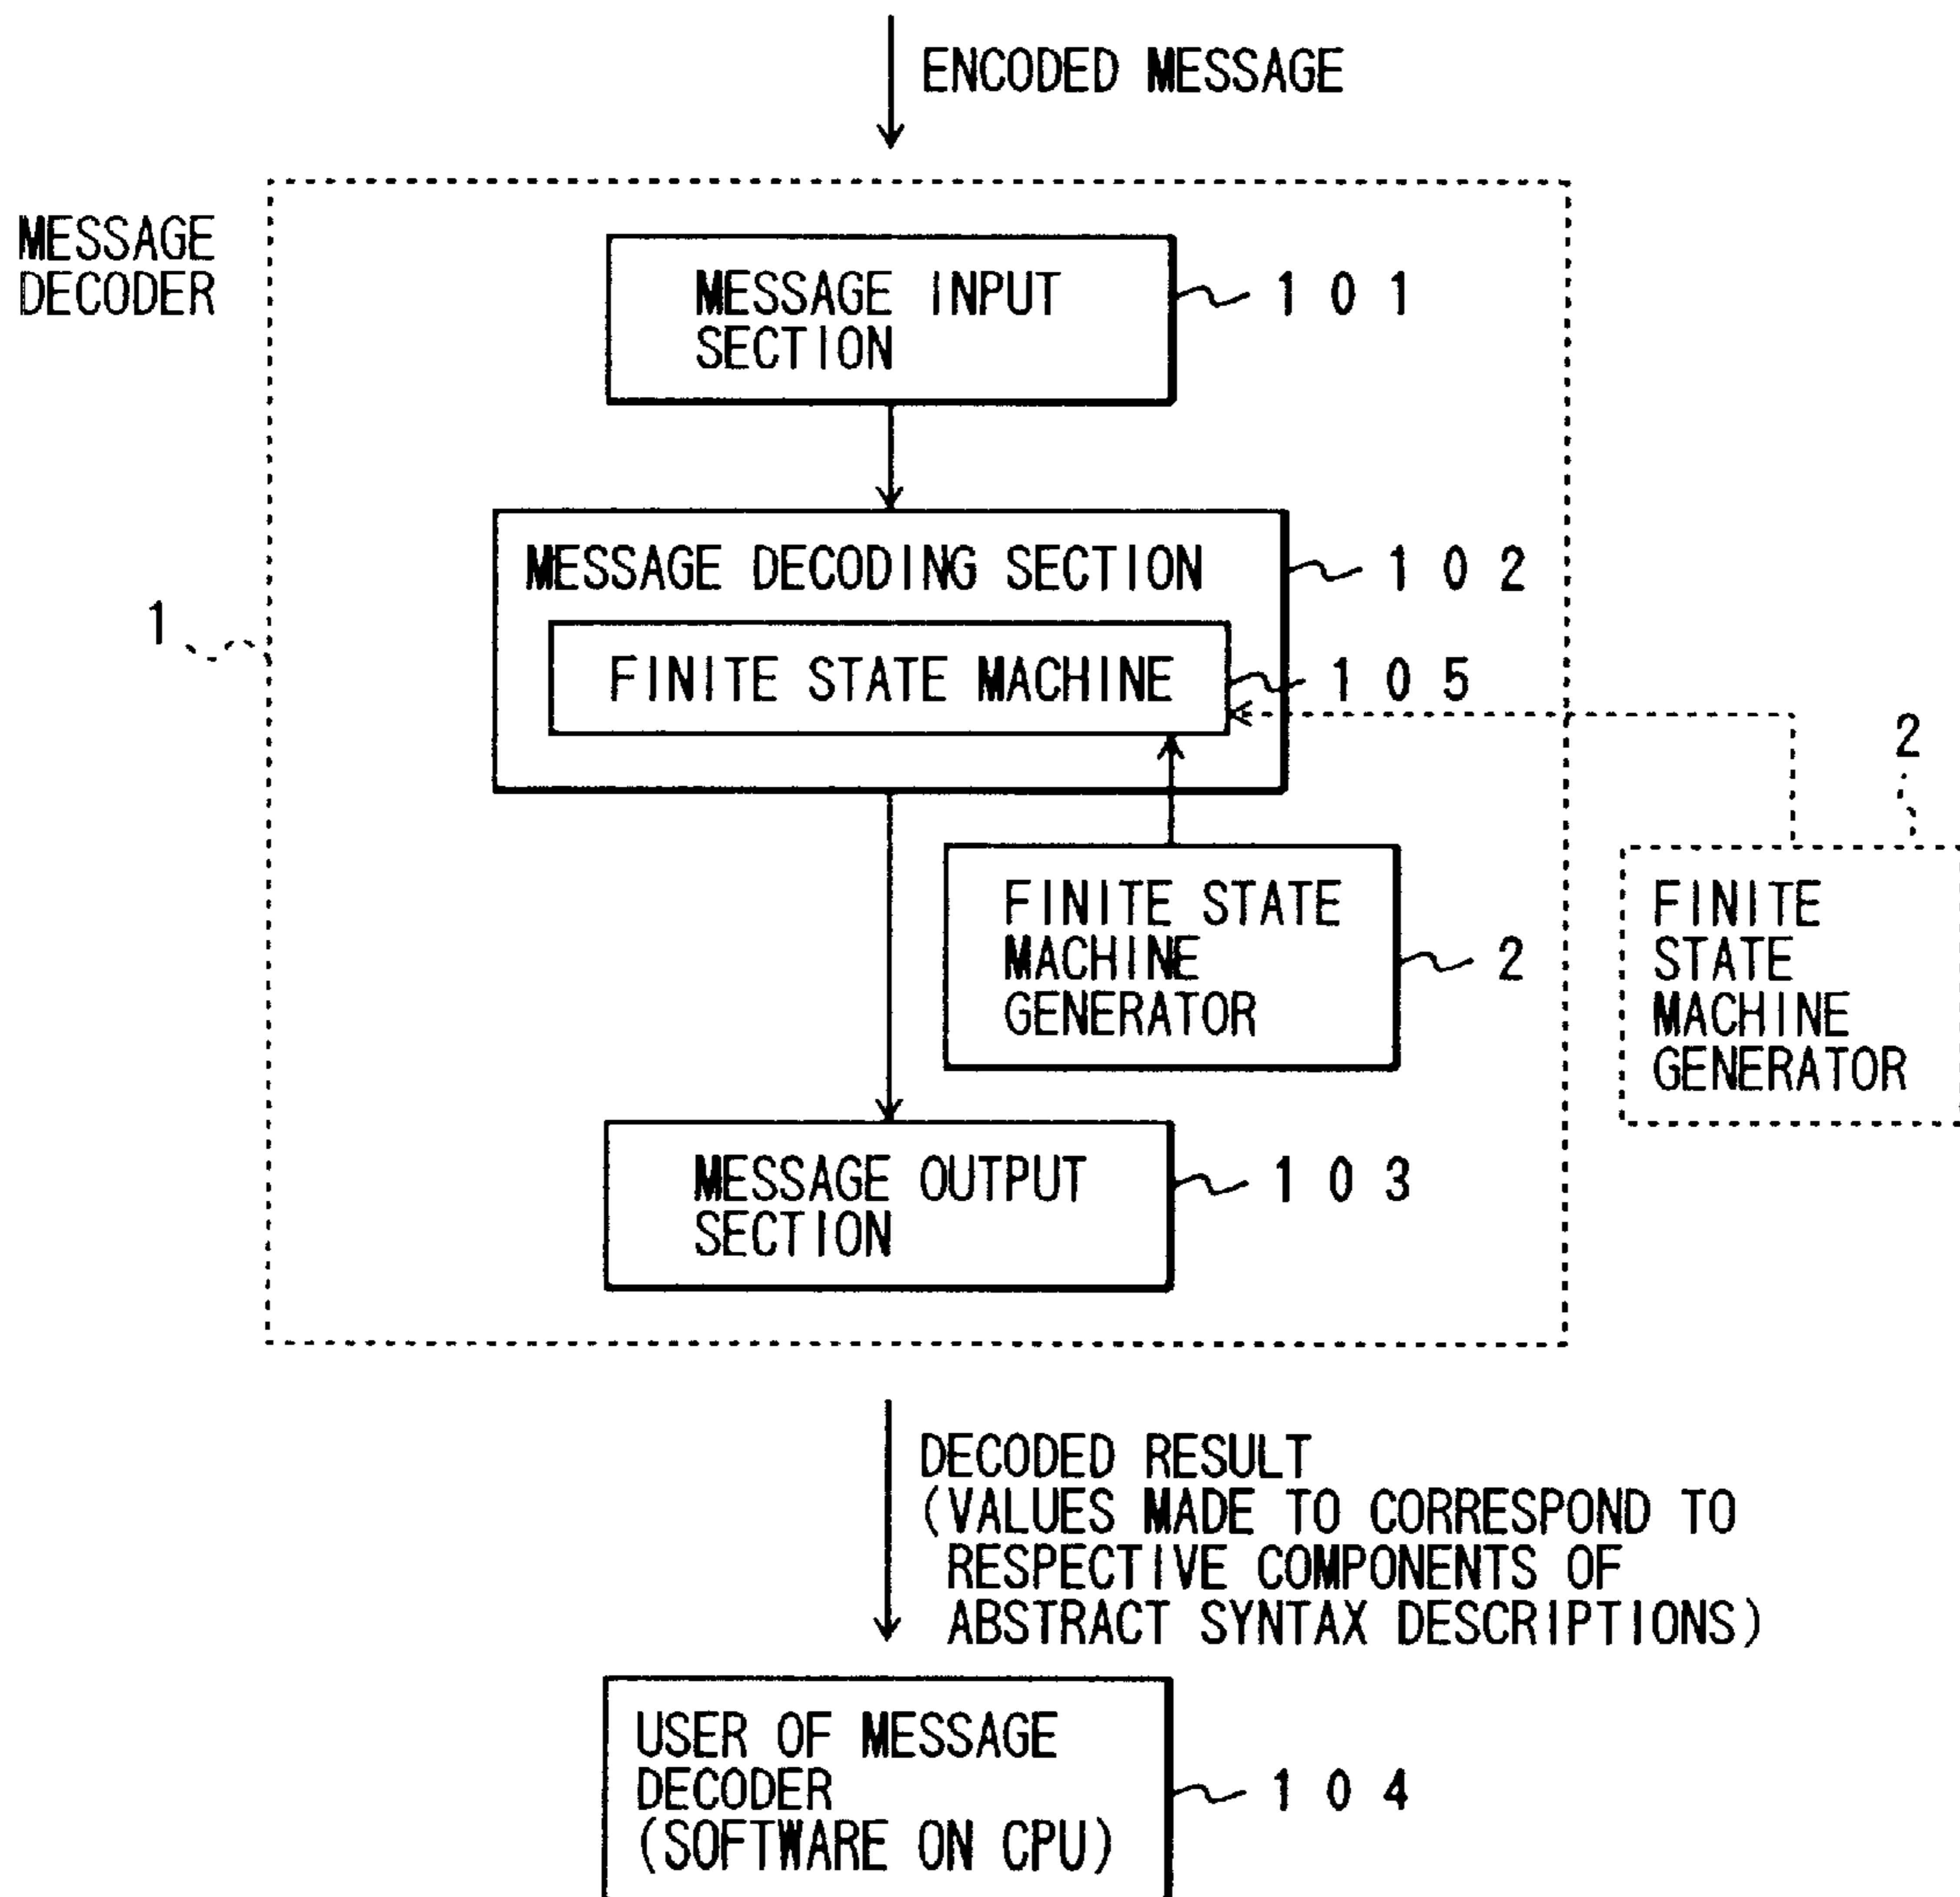 ENCODED MESSAGE
MESSAGE
DECODER
MESSAGE INPUT
SECTION
101
MESSAGE DECODING SECTION
102
1
FINITE STATE MACHINE
105
2
FINITE STATE
MACHINE
GENERATOR
2
FINITE
STATE
MACHINE
GENERATOR
MESSAGE OUTPUT
SECTION
103
DECODED RESULT
(VALUES MADE TO CORRESPOND TO
RESPECTIVE COMPONENTS OF
ABSTRACT SYNTAX DESCRIPTIONS)
USER OF MESSAGE
DECODER
(SOFTWARE ON CPU)
104